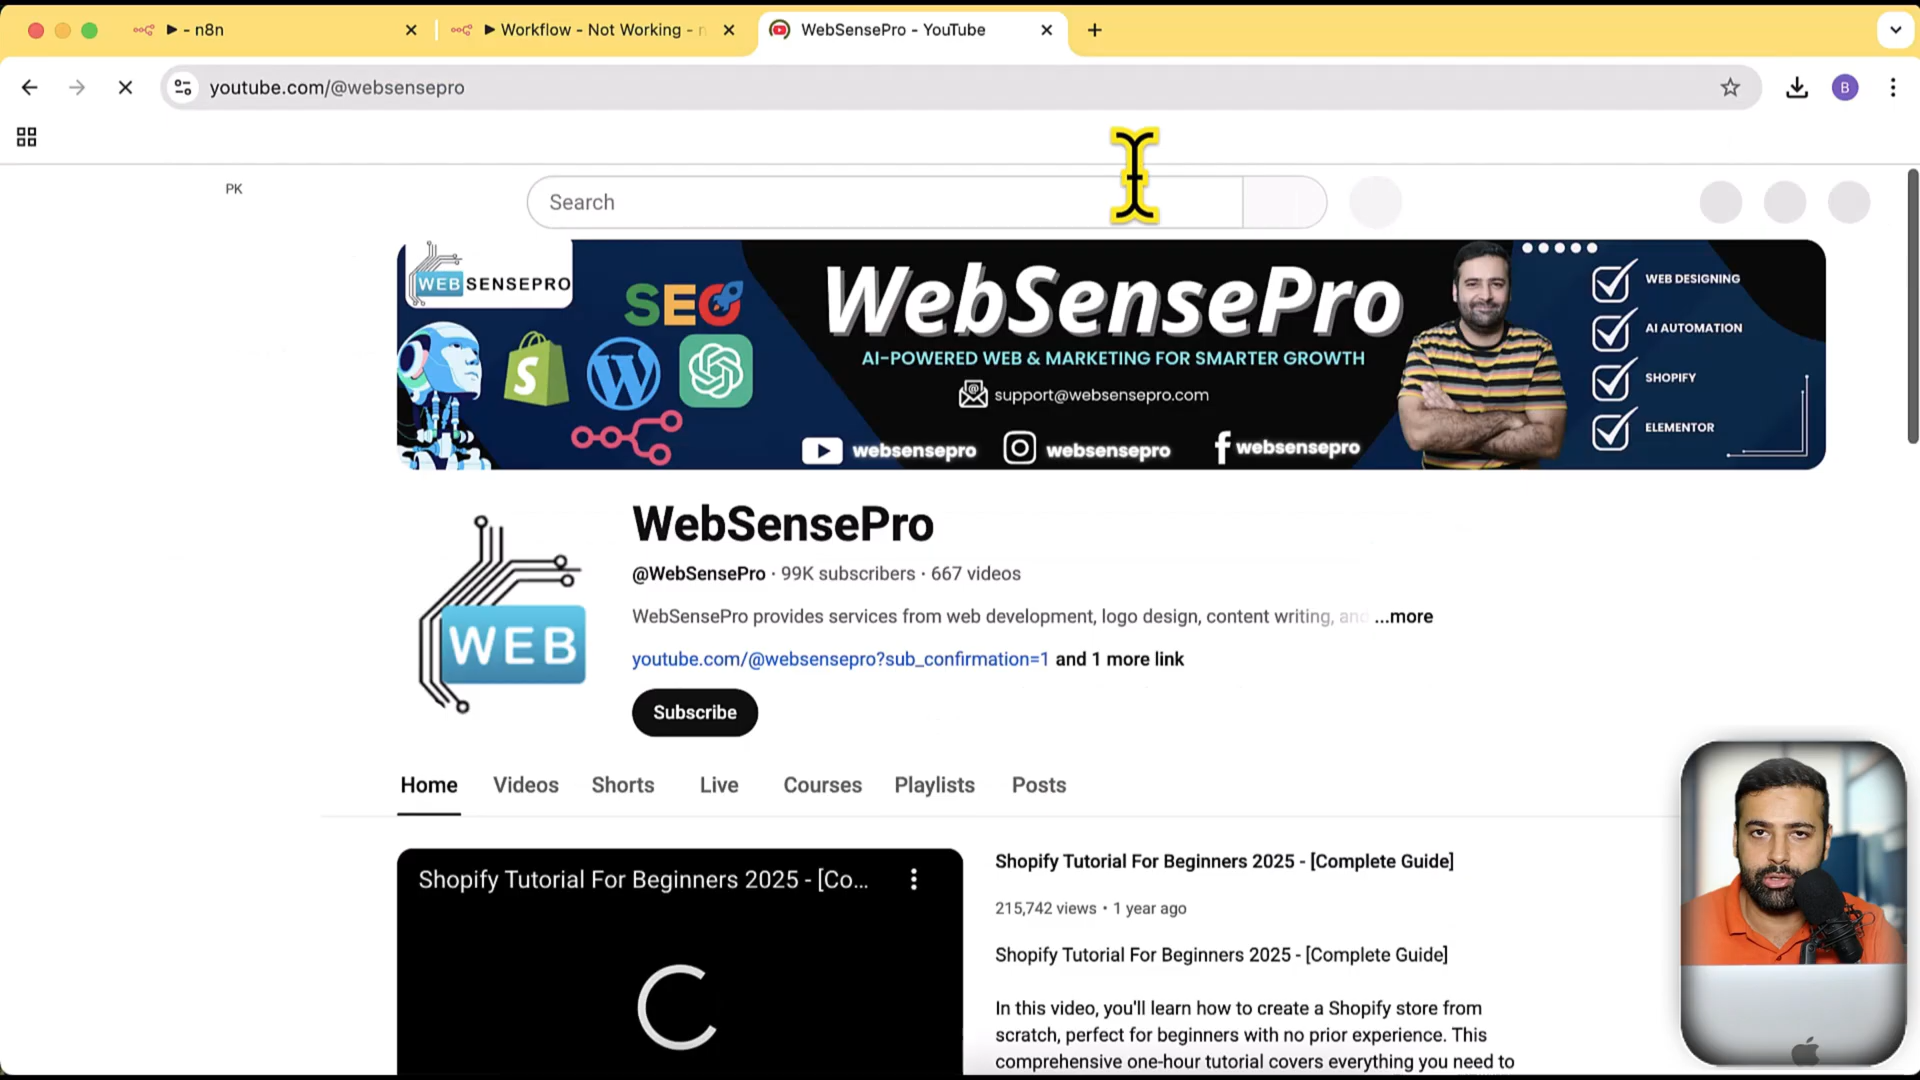 ▶ - n8n
▶ Workflow - Not Working - n
WebSensePro - YouTube
youtube.com/@websensepro
B
PK
Search
WEB SENSEPRO
SEO
WebSensePro
AI-POWERED WEB & MARKETING FOR SMARTER GROWTH
support@websensepro.com
websensepro
websensepro
websensepro
WEB DESIGNING
AI AUTOMATION
SHOPIFY
ELEMENTOR
WEB
WebSensePro
@WebSensePro · 99K subscribers · 667 videos
WebSensePro provides services from web development, logo design, content writing, and ...more
youtube.com/@websensepro?sub_confirmation=1 and 1 more link
Subscribe
Home Videos Shorts Live Courses Playlists Posts
Shopify Tutorial For Beginners 2025 - [Co...
Shopify Tutorial For Beginners 2025 - [Complete Guide]
215,742 views • 1 year ago
Shopify Tutorial For Beginners 2025 - [Complete Guide]
In this video, you'll learn how to create a Shopify store from
scratch, perfect for beginners with no prior experience. This
comprehensive one-hour tutorial covers everything you need to